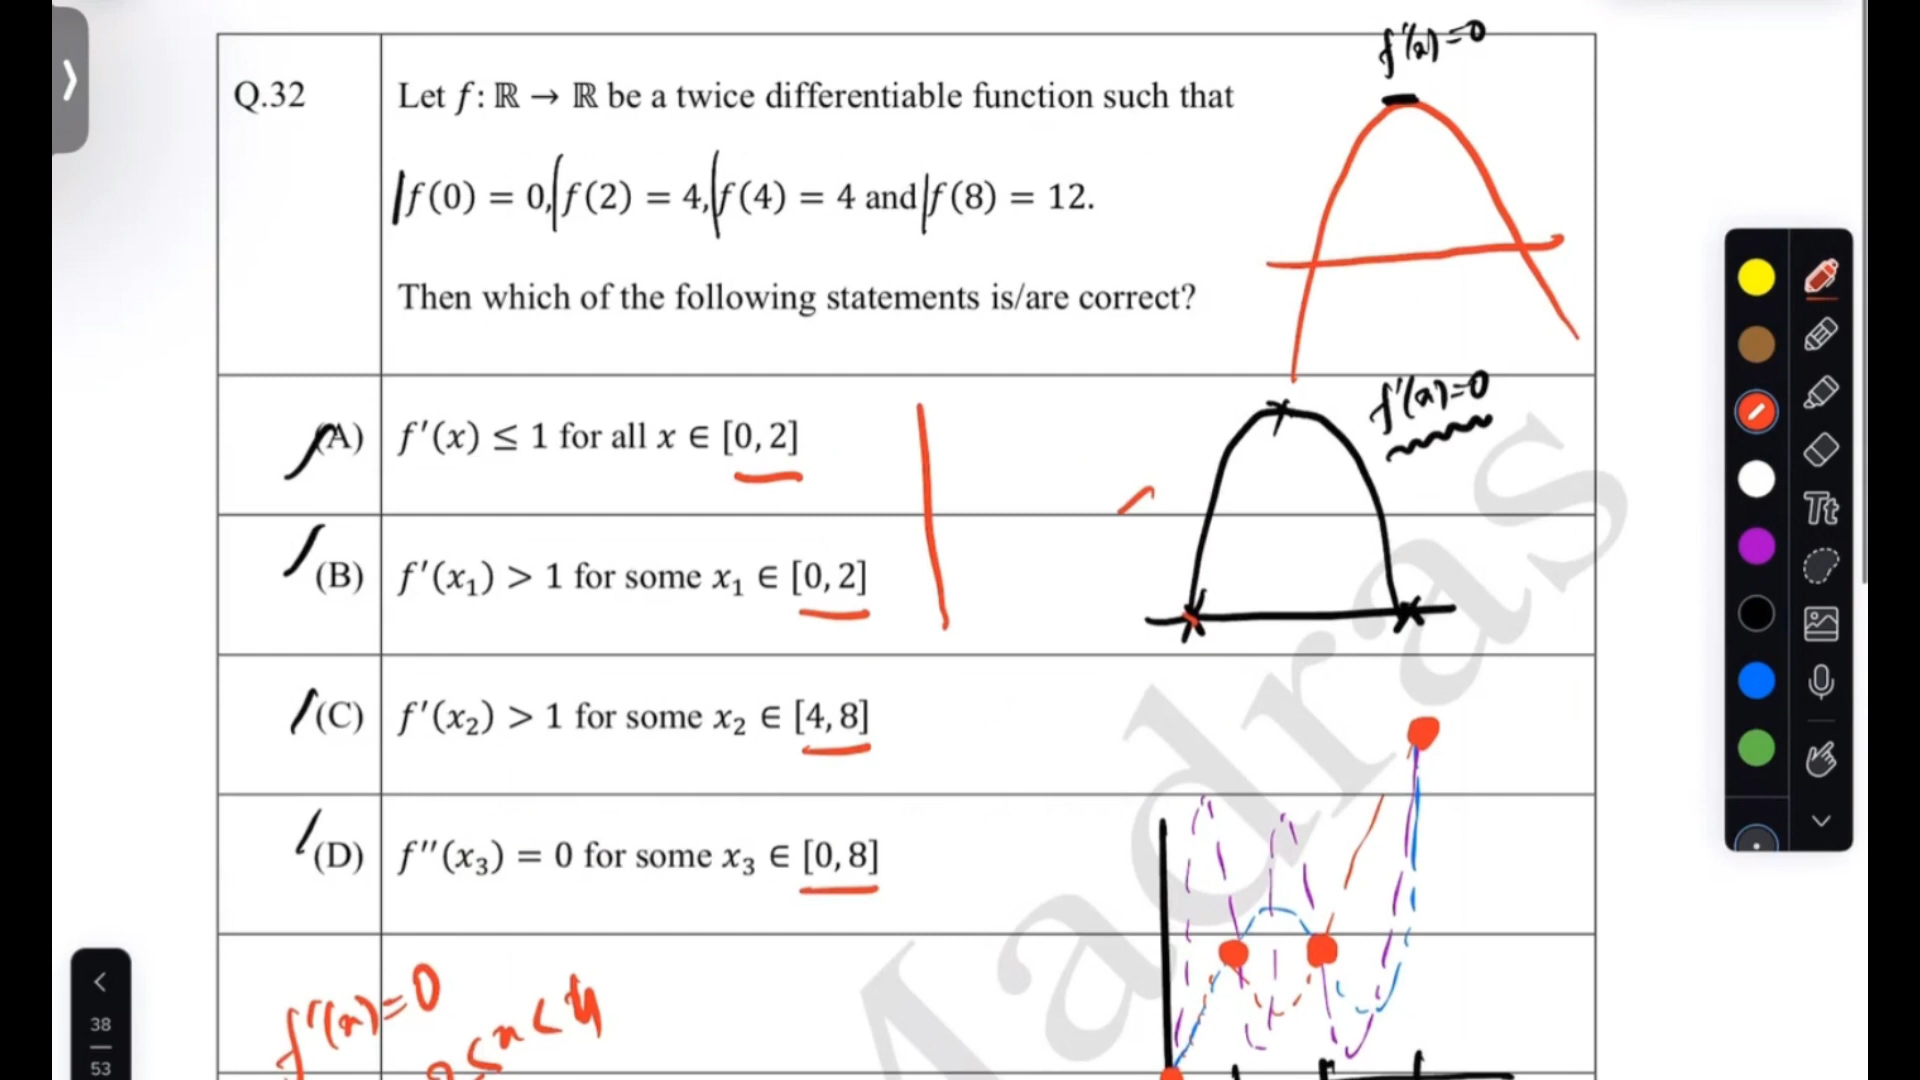 f'(x)=0
Q.32 Let f: ℝ → ℝ be a twice differentiable function such that
f(0) = 0, f(2) = 4, f(4) = 4 and f(8) = 12.
Then which of the following statements is/are correct?
f'(x)=0
(A) f′(x) ≤ 1 for all x ∈ [0, 2]
(B) f′(x₁) > 1 for some x₁ ∈ [0, 2]
(C) f′(x₂) > 1 for some x₂ ∈ [4, 8]
(D) f″(x₃) = 0 for some x₃ ∈ [0, 8]
Madras
f'(x)=0
x < 4
Tt
38
53